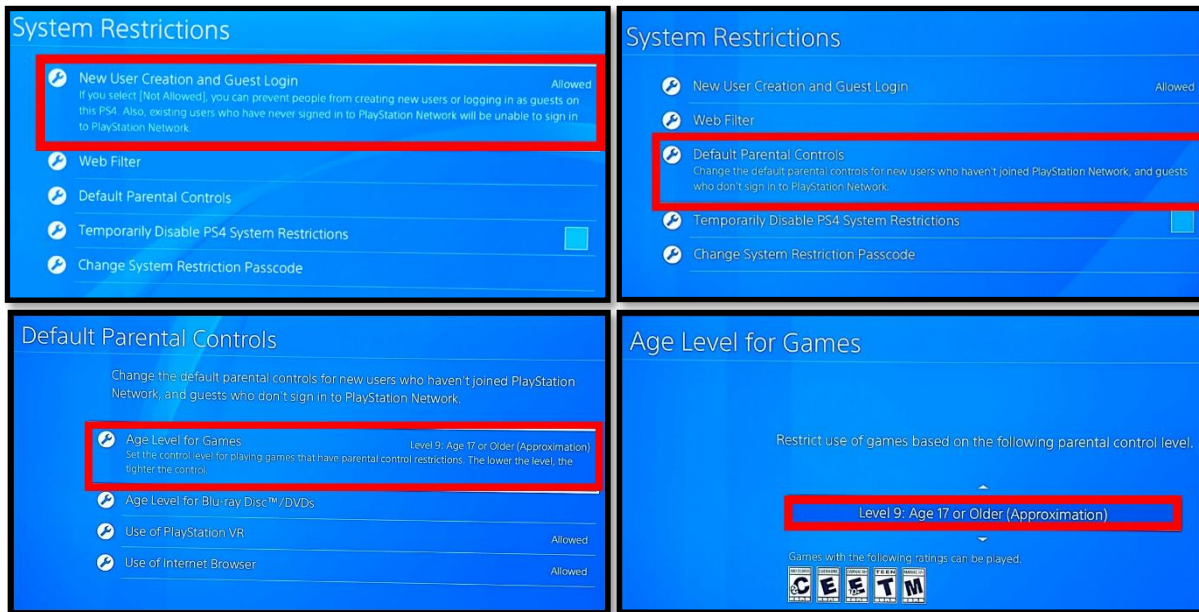 System Restrictions
New User Creation and Guest Login Allowed
If you select [Not Allowed], you can prevent people from creating new users or logging in as guests on
this PS4. Also, existing users who have never signed in to PlayStation Network will be unable to sign in
to PlayStation Network.
Web Filter
Default Parental Controls
Temporarily Disable PS4 System Restrictions
Change System Restriction Passcode
System Restrictions
New User Creation and Guest Login Allowed
Web Filter
Default Parental Controls
Change the default parental controls for new users who haven't joined PlayStation Network, and guests
who don't sign in to PlayStation Network.
Temporarily Disable PS4 System Restrictions
Change System Restriction Passcode
Default Parental Controls
Change the default parental controls for new users who haven't joined PlayStation
Network, and guests who don't sign in to PlayStation Network.
Age Level for Games Level 9: Age 17 or Older (Approximation)
Set the control level for playing games that have parental control restrictions. The lower the level, the
tighter the control.
Age Level for Blu-ray Disc™/DVDs
Use of PlayStation VR Allowed
Use of Internet Browser Allowed
Age Level for Games
Restrict use of games based on the following parental control level.
Level 9: Age 17 or Older (Approximation)
Games with the following ratings can be played.
C E E T M